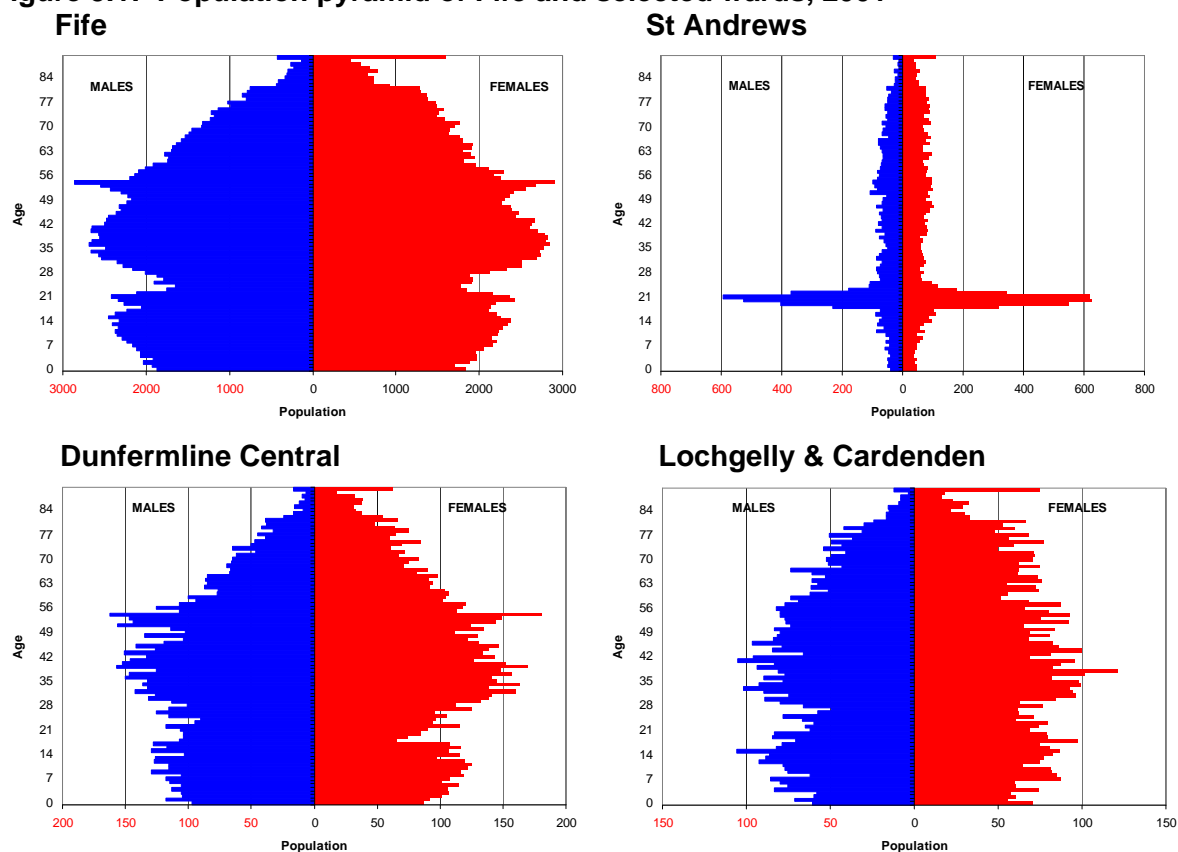 Fife
St Andrews
MALES
FEMALES
Age
84
77
70
63
56
49
42
35
28
21
14
7
0
3000 2000 1000 0 1000 2000 3000
Population
MALES
FEMALES
Age
84
77
70
63
56
49
42
35
28
21
14
7
0
800 600 400 200 0 200 400 600 800
Population
Dunfermline Central
Lochgelly & Cardenden
MALES
FEMALES
Age
84
77
70
63
56
49
42
35
28
21
14
7
0
200 150 100 50 0 50 100 150 200
Population
MALES
FEMALES
Age
84
77
70
63
56
49
42
35
28
21
14
7
0
150 100 50 0 50 100 150
Population